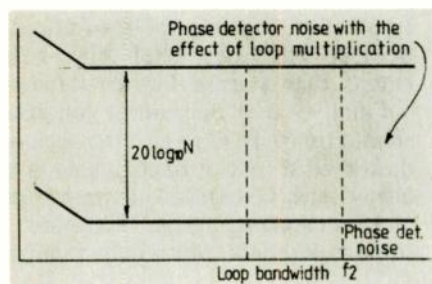 Phase detector noise with the
effect of loop multiplication
20log₁₀N
Phase det.
noise
Loop bandwidth f2